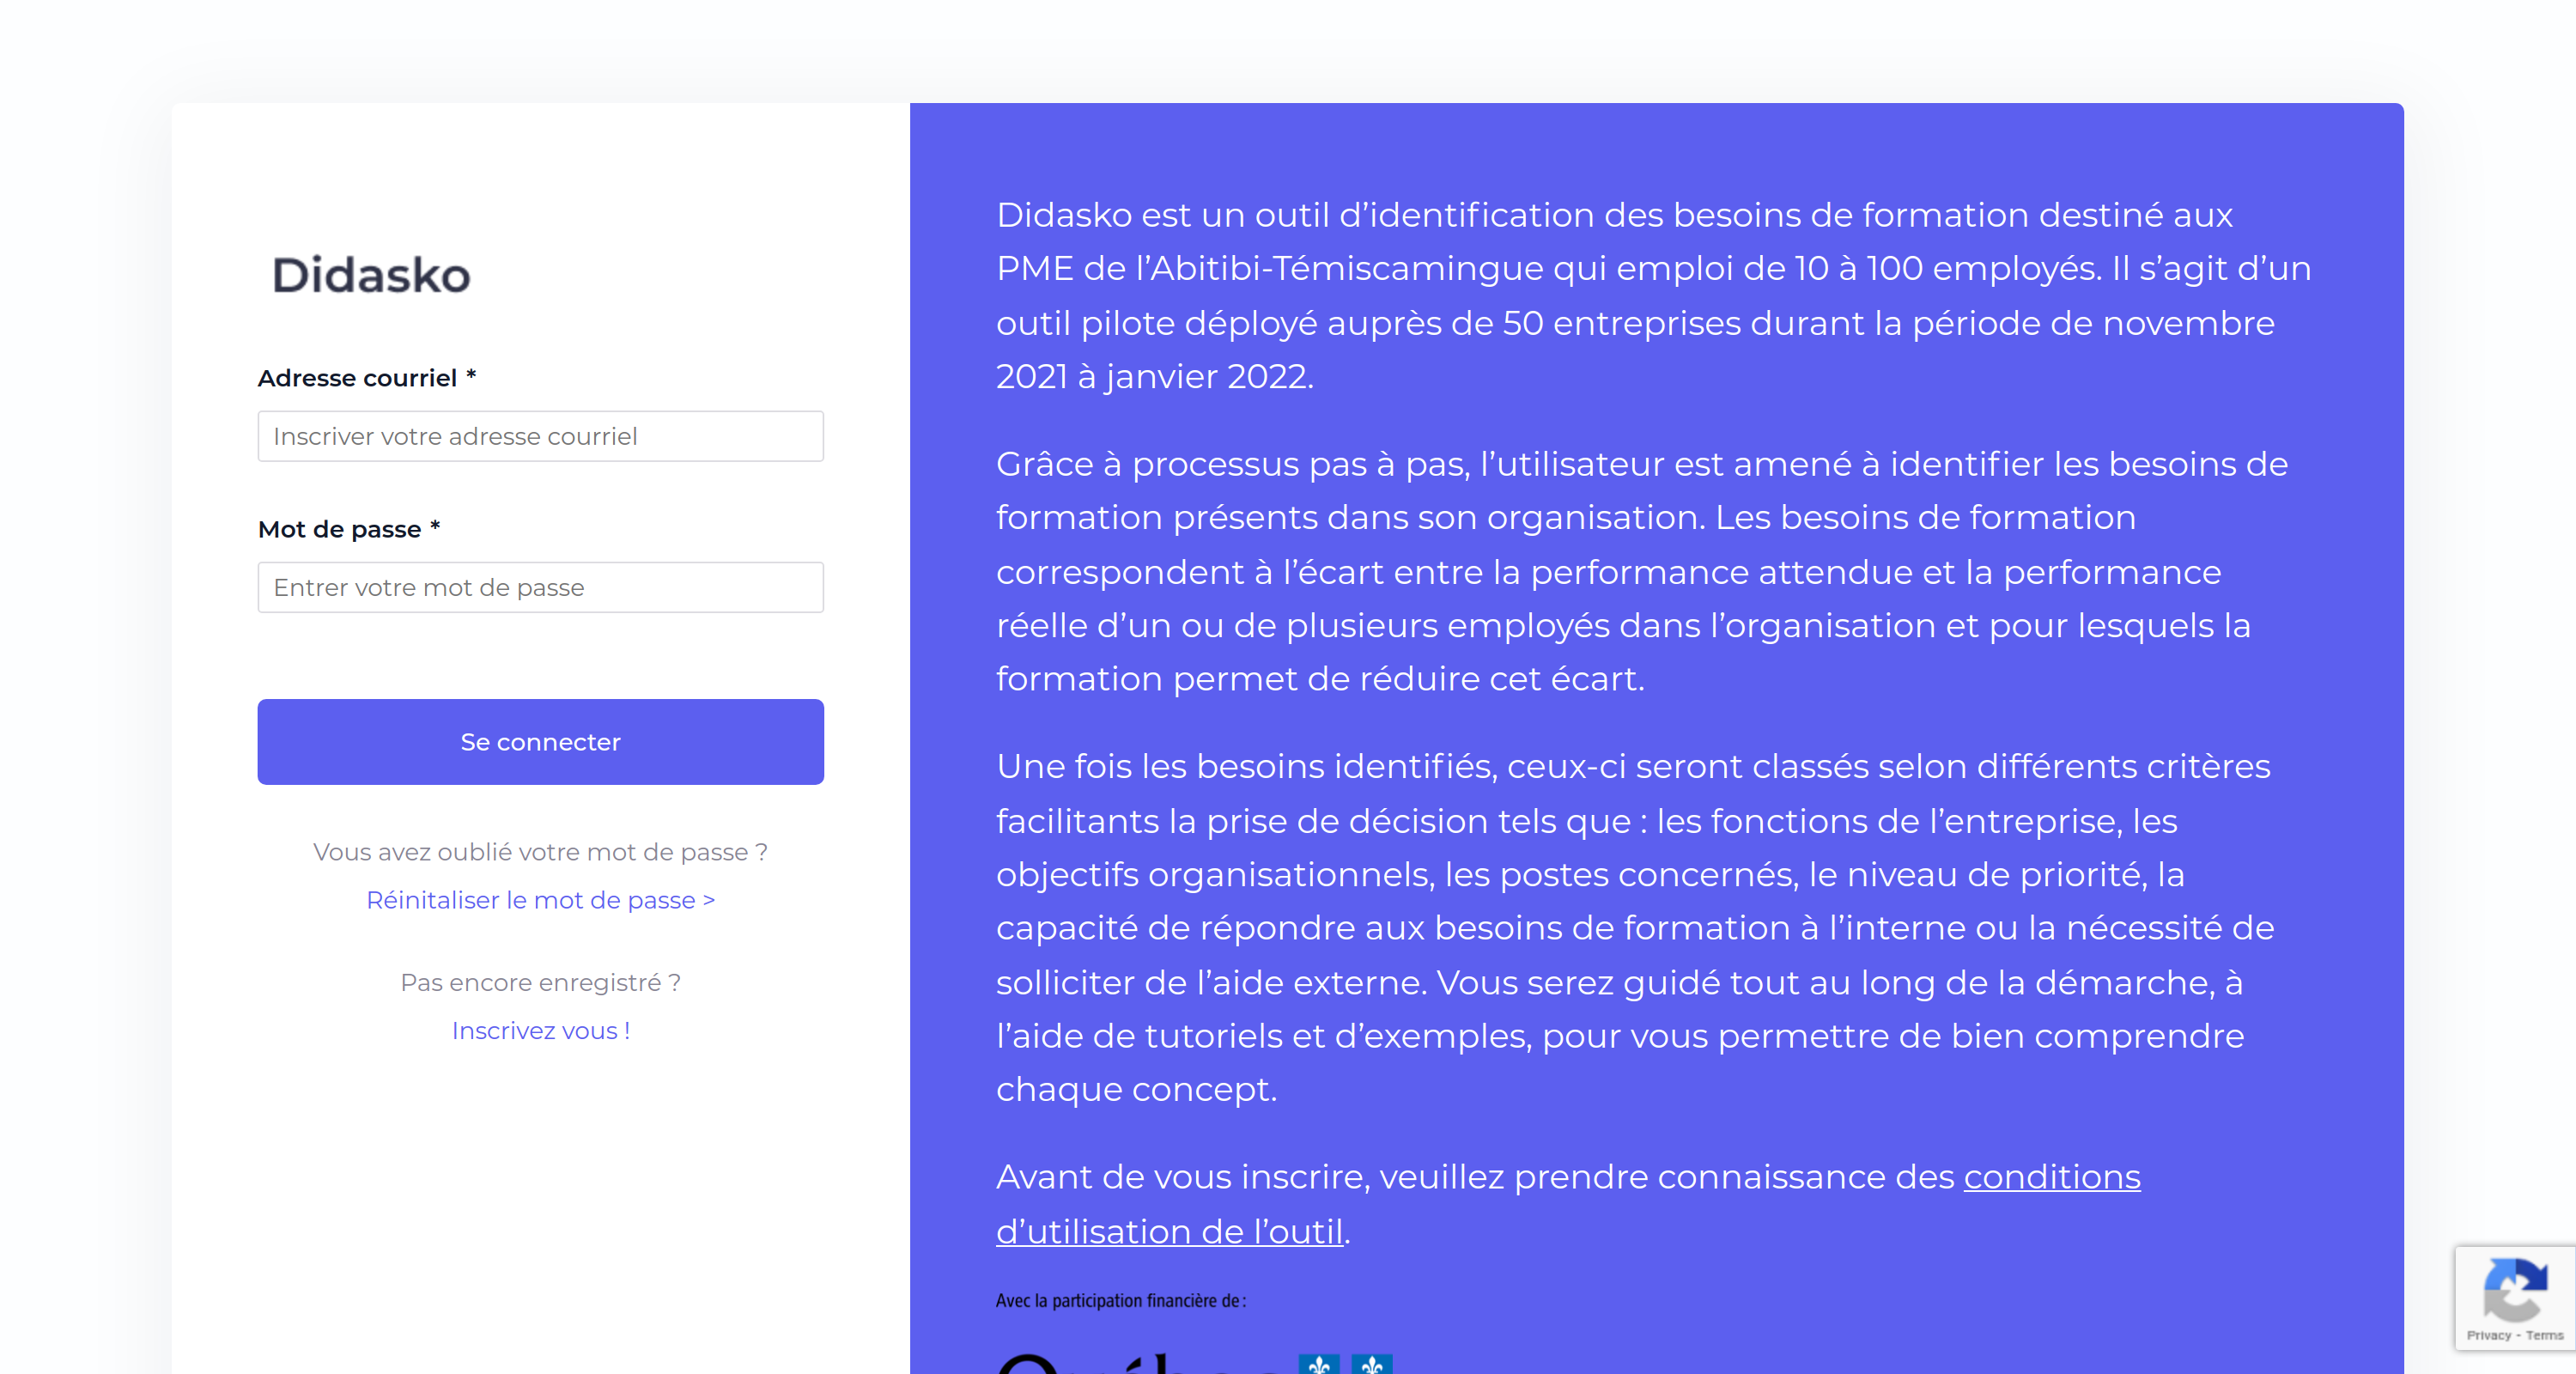 Didasko
Adresse courriel *
Inscriver votre adresse courriel
Mot de passe *
Entrer votre mot de passe
Se connecter
Vous avez oublié votre mot de passe ?
Réinitaliser le mot de passe >
Pas encore enregistré ?
Inscrivez vous !
Didasko est un outil d’identification des besoins de formation destiné aux
PME de l’Abitibi-Témiscamingue qui emploi de 10 à 100 employés. Il s’agit d’un
outil pilote déployé auprès de 50 entreprises durant la période de novembre
2021 à janvier 2022.
Grâce à processus pas à pas, l’utilisateur est amené à identifier les besoins de
formation présents dans son organisation. Les besoins de formation
correspondent à l’écart entre la performance attendue et la performance
réelle d’un ou de plusieurs employés dans l’organisation et pour lesquels la
formation permet de réduire cet écart.
Une fois les besoins identifiés, ceux-ci seront classés selon différents critères
facilitants la prise de décision tels que : les fonctions de l’entreprise, les
objectifs organisationnels, les postes concernés, le niveau de priorité, la
capacité de répondre aux besoins de formation à l’interne ou la nécessité de
solliciter de l’aide externe. Vous serez guidé tout au long de la démarche, à
l’aide de tutoriels et d’exemples, pour vous permettre de bien comprendre
chaque concept.
Avant de vous inscrire, veuillez prendre connaissance des conditions
d’utilisation de l’outil.
Avec la participation financière de :
Privacy - Terms